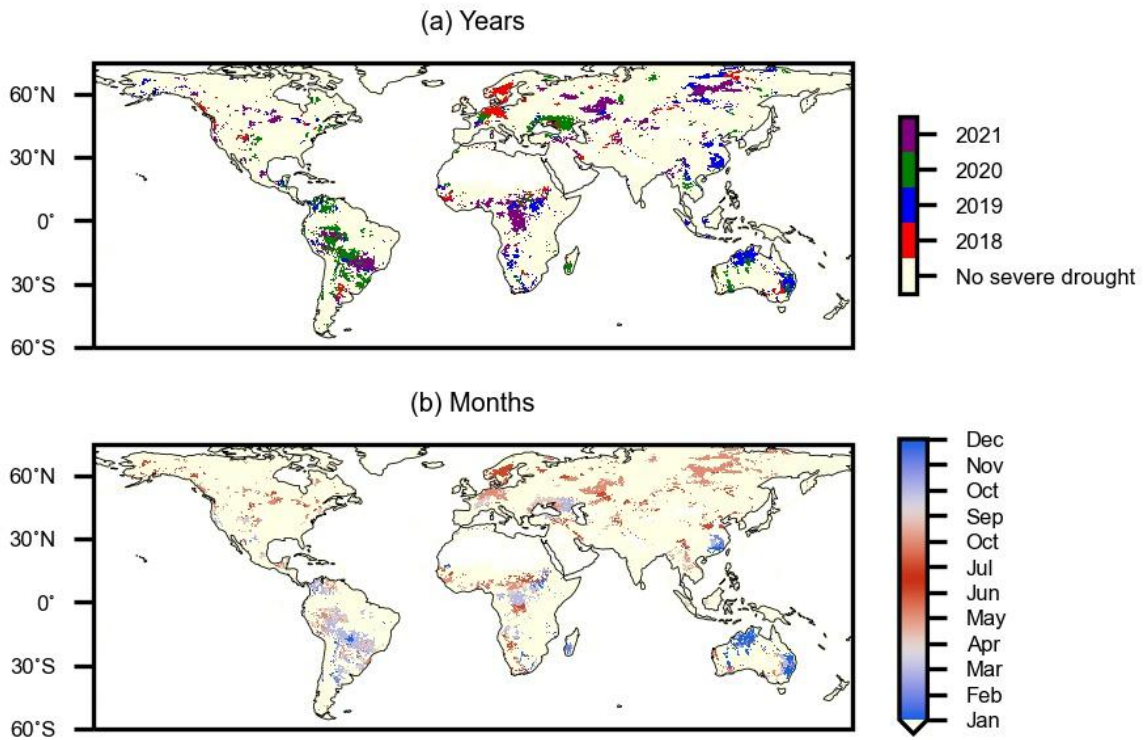 (a) Years
60°N
30°N
0°
30°S
60°S
2021
2020
2019
2018
No severe drought
(b) Months
60°N
30°N
0°
30°S
60°S
Dec
Nov
Oct
Sep
Oct
Jul
Jun
May
Apr
Mar
Feb
Jan